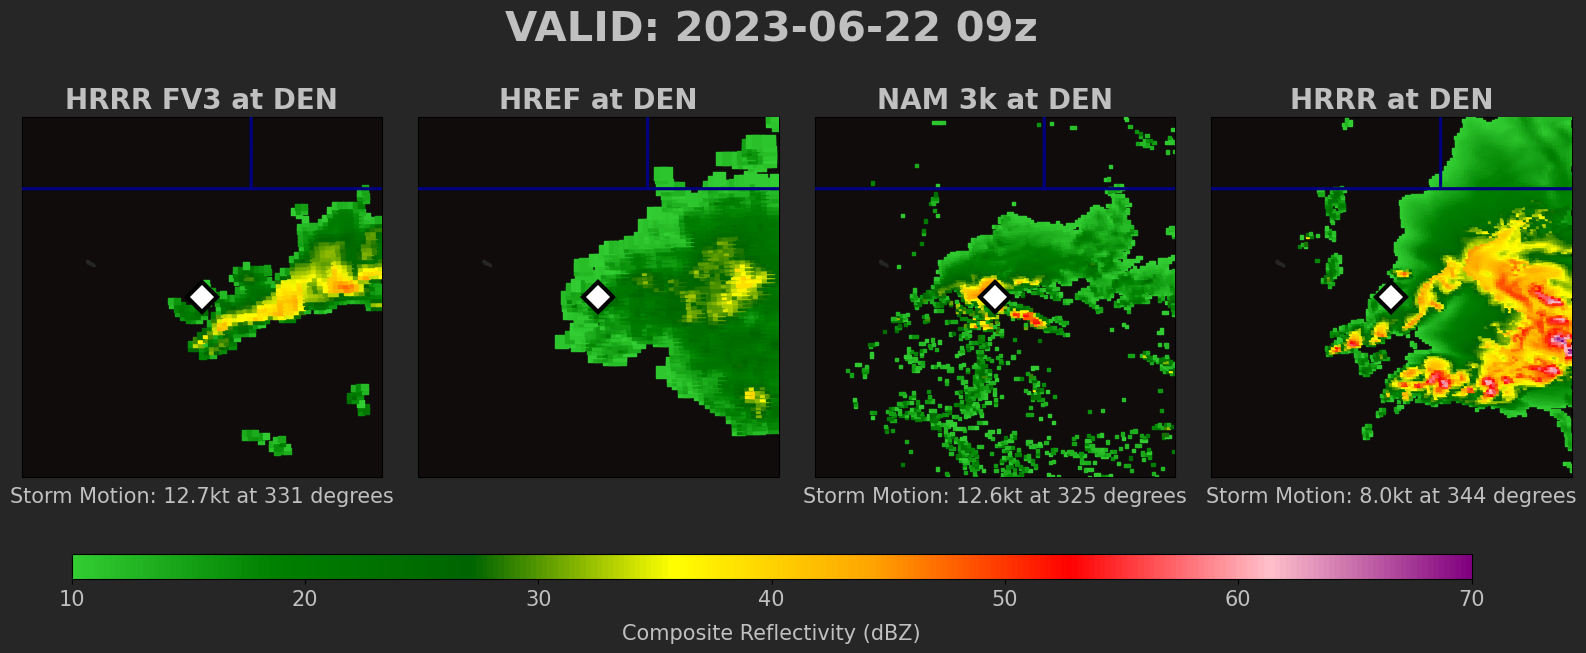 VALID: 2023-06-22 09z
HRRR FV3 at DEN
HREF at DEN
NAM 3k at DEN
HRRR at DEN
Storm Motion: 12.7kt at 331 degrees
Storm Motion: 12.6kt at 325 degrees
Storm Motion: 8.0kt at 344 degrees
10 20 30 40 50 60 70
Composite Reflectivity (dBZ)